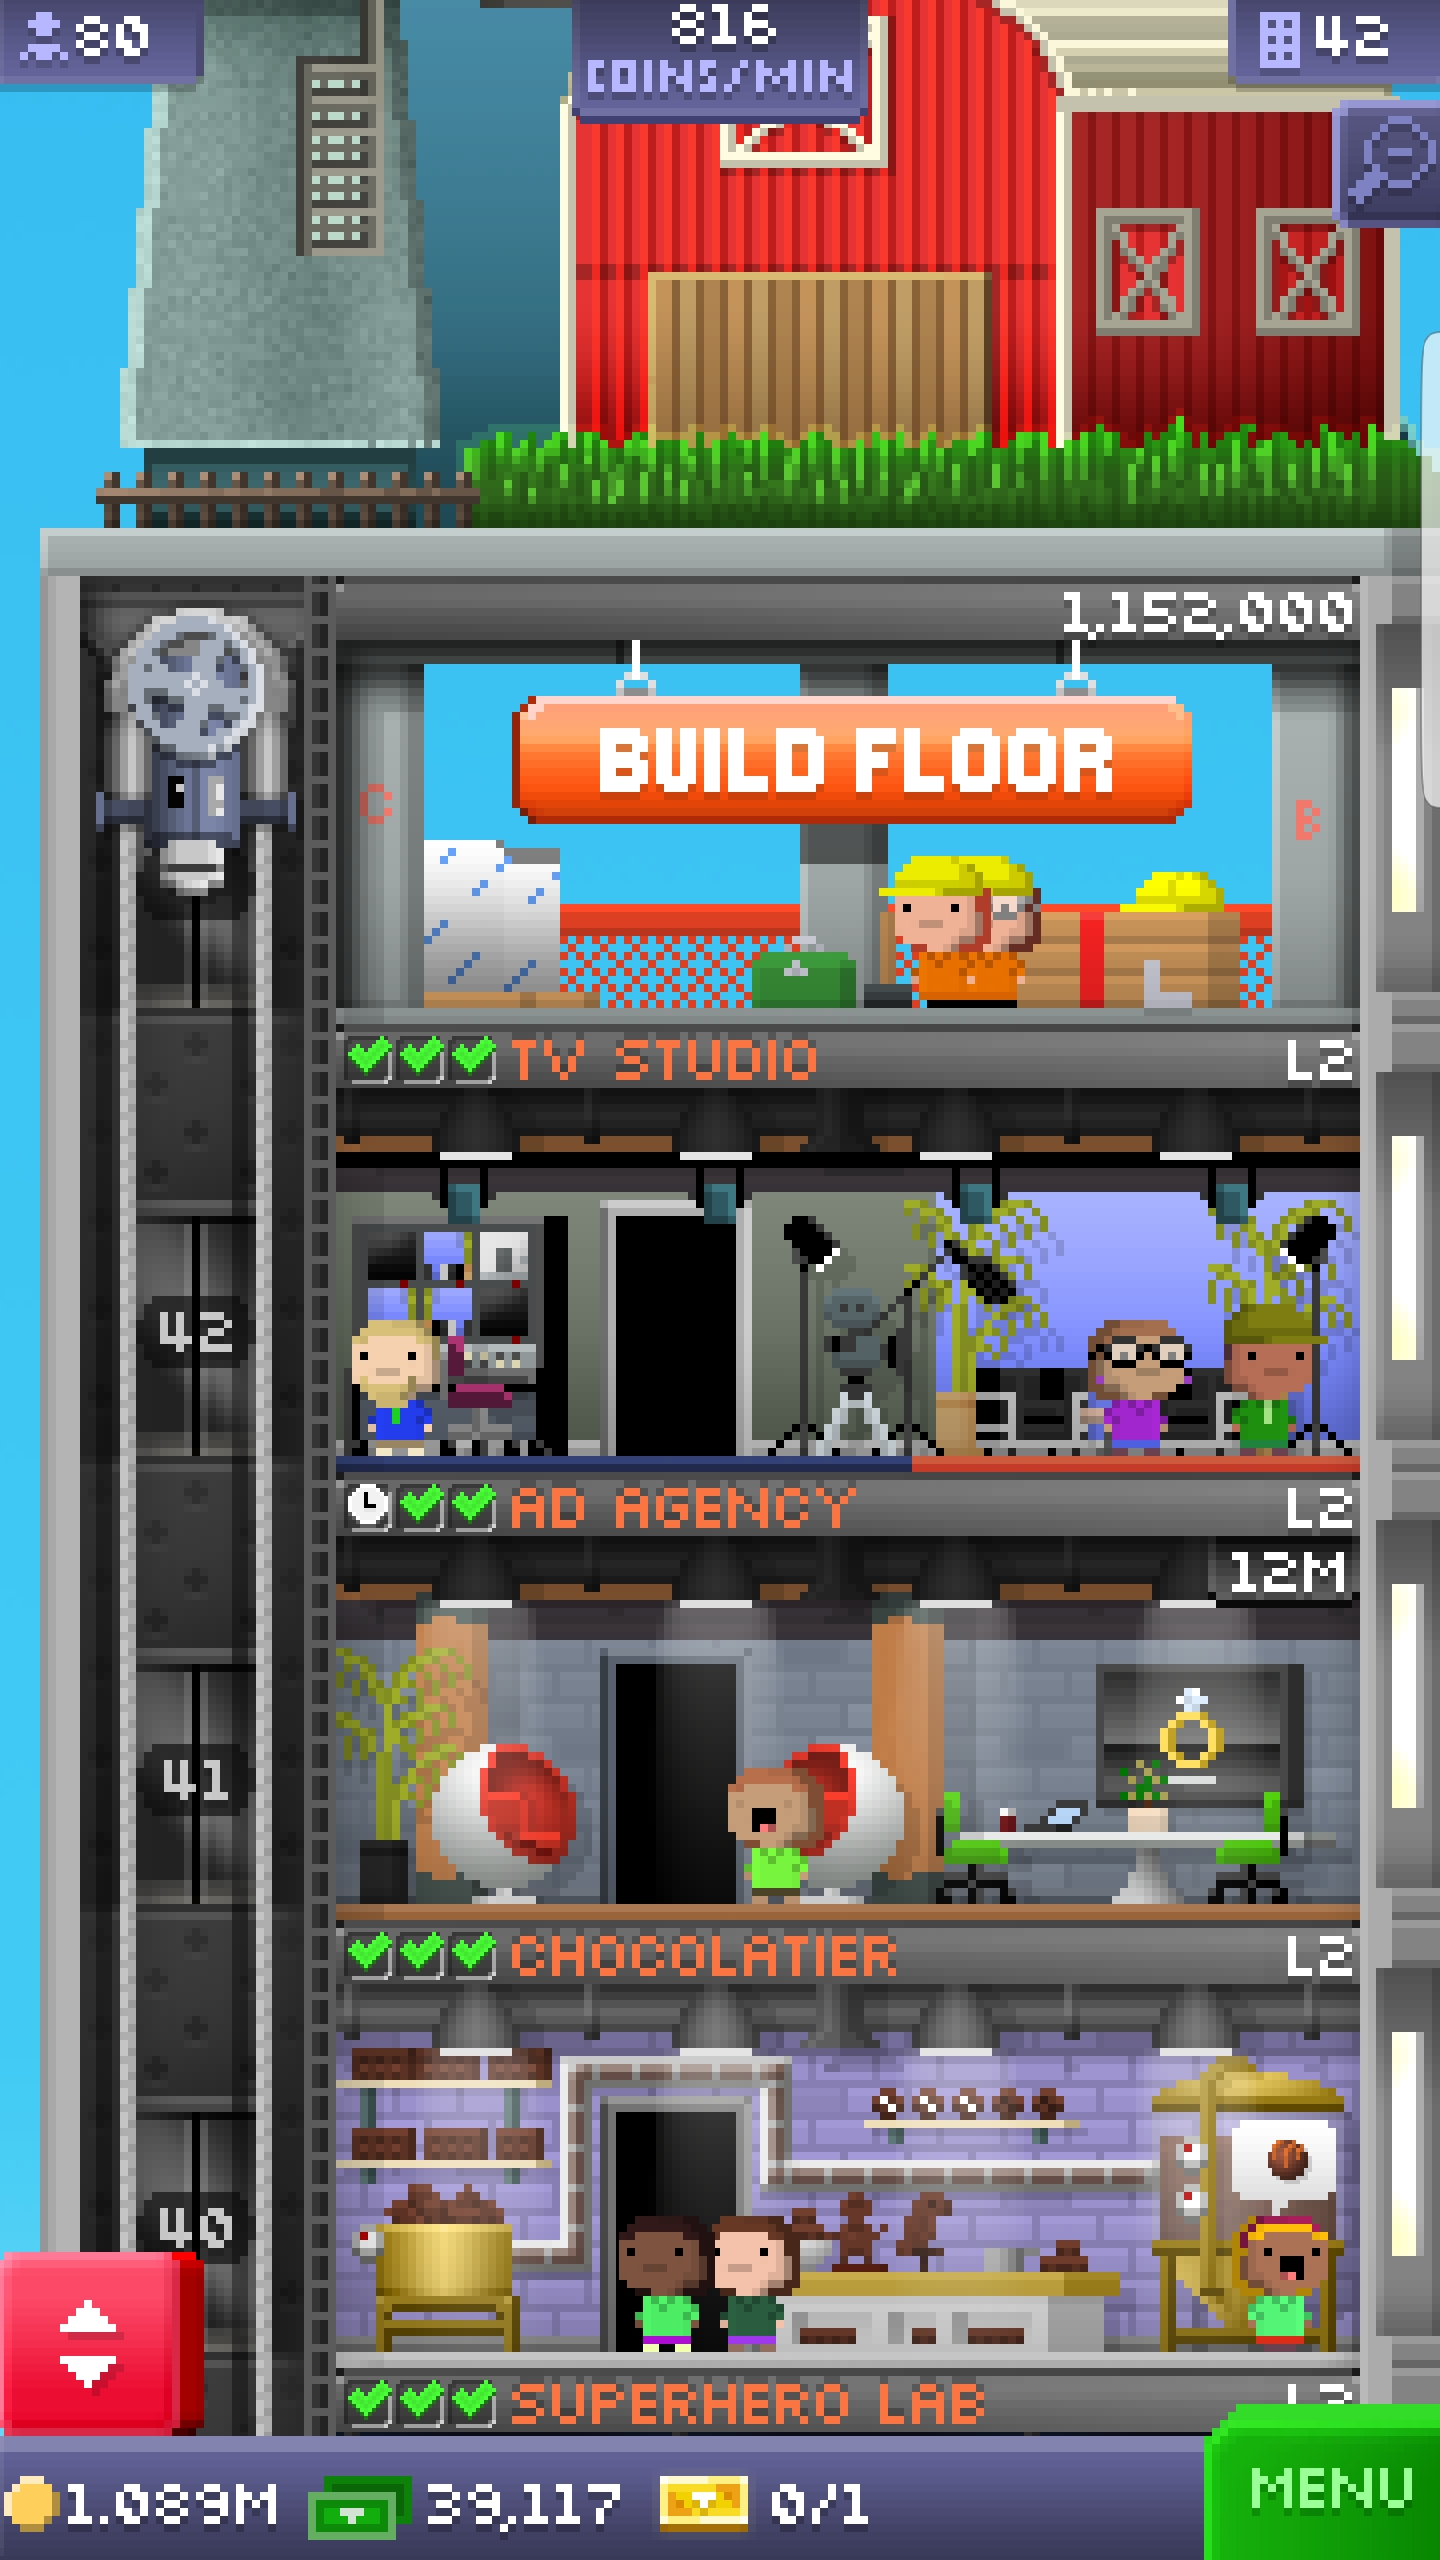 80
816
COINS/MIN
42
1,152,000
BUILD FLOOR
C
B
L
TV STUDIO
L2
42
AD AGENCY
L2
12M
41
CHOCOLATIER
L2
40
SUPERHERO LAB
1.089M
39,117
0/1
MENU